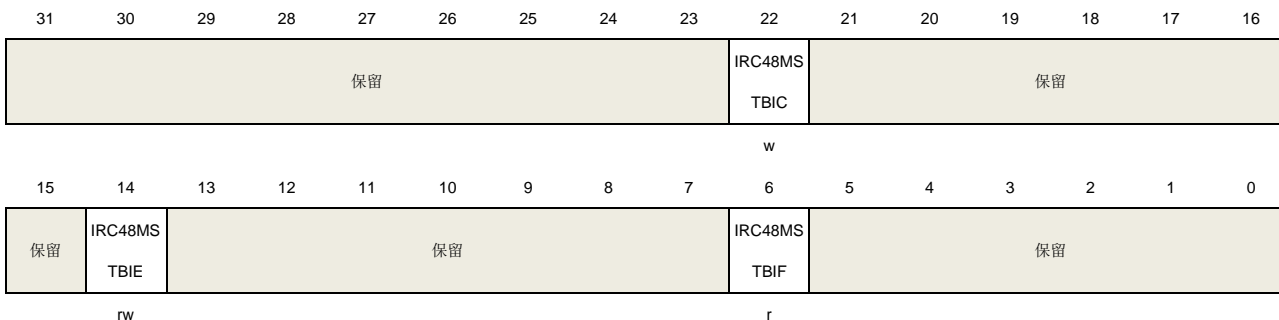 31 30 29 28 27 26 25 24 23 22 21 20 19 18 17 16
保留 IRC48MS TBIC 保留
w
15 14 13 12 11 10 9 8 7 6 5 4 3 2 1 0
保留 IRC48MS TBIE 保留 IRC48MS TBIF 保留
rw r